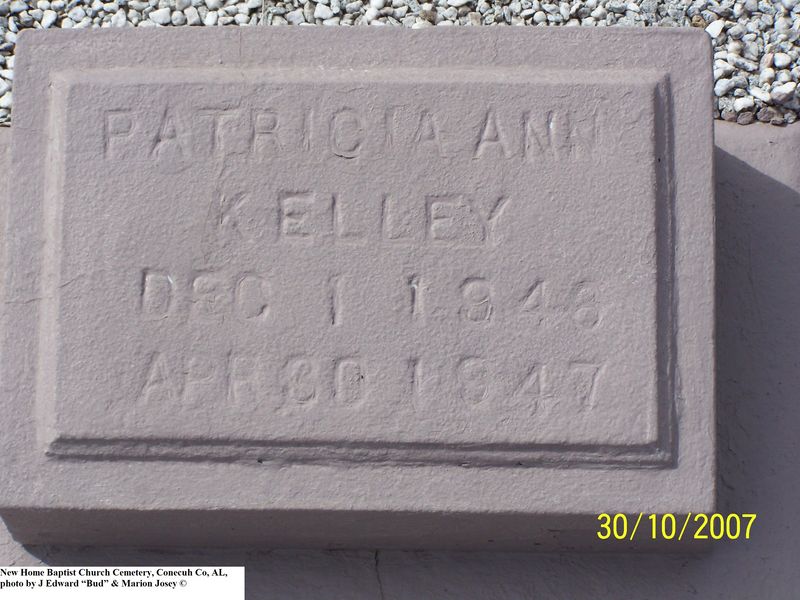 PATRICIA ANN
KELLEY
DEC 1 1946
APR 30 1947
30/10/2007
New Home Baptist Church Cemetery, Conecuh Co, AL,
photo by J Edward “Bud” & Marion Josey ©